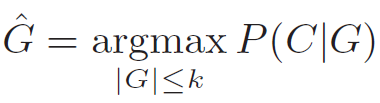 Ĝ = argmax P(C|G)
|G|≤k